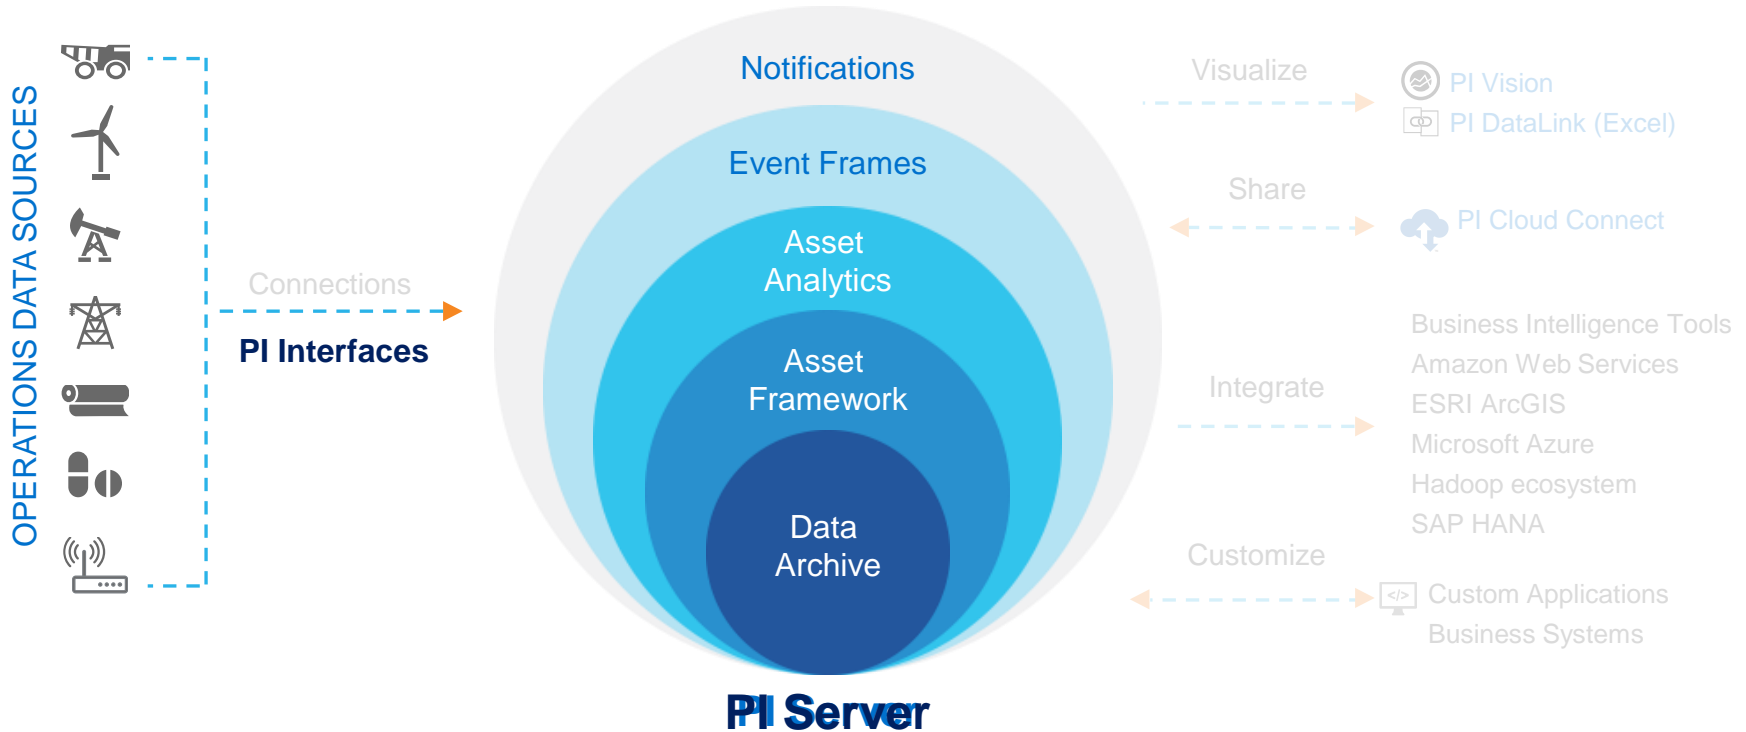 OPERATIONS DATA SOURCES
Connections
PI Interfaces
Notifications
Event Frames
Asset
Analytics
Asset
Framework
Data
Archive
PI Server
Visualize
PI Vision
PI DataLink (Excel)
Share
PI Cloud Connect
Integrate
Business Intelligence Tools
Amazon Web Services
ESRI ArcGIS
Microsoft Azure
Hadoop ecosystem
SAP HANA
Customize
</>
Custom Applications
Business Systems